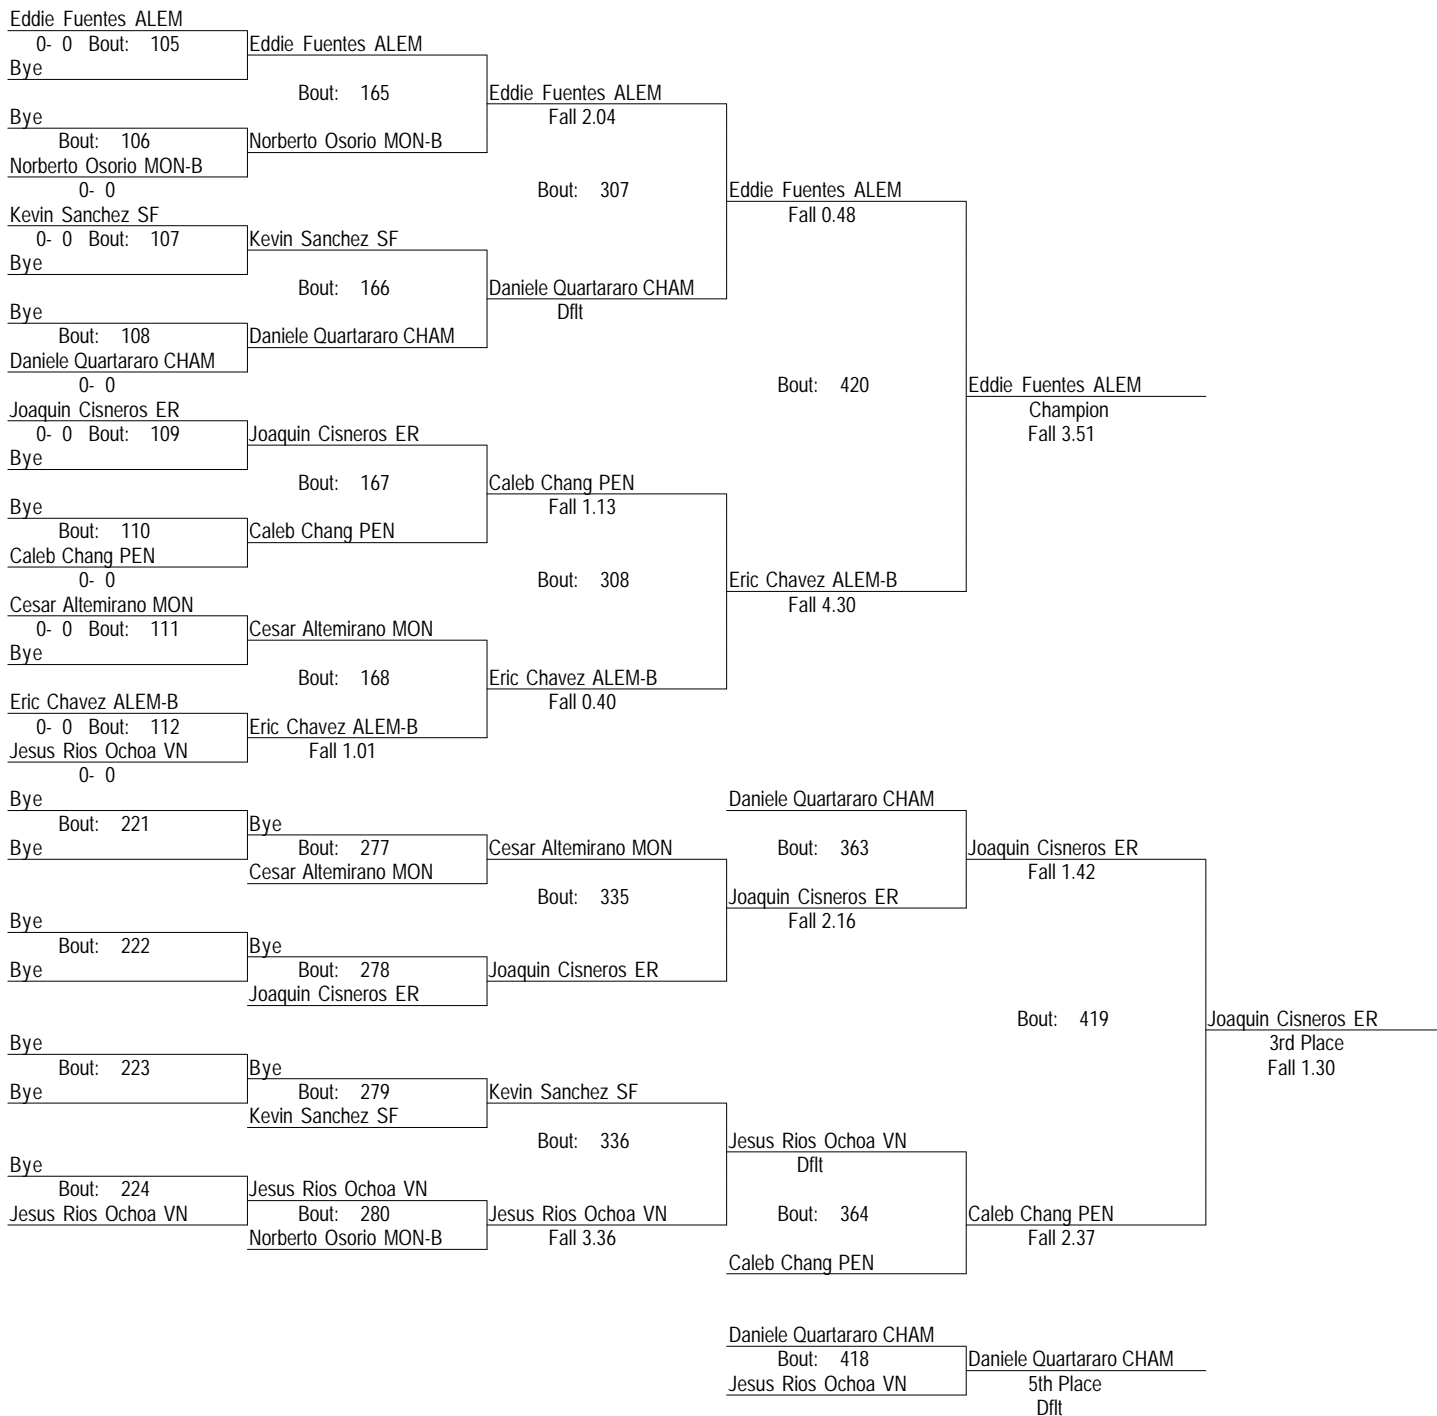 Eddie Fuentes ALEM
0- 0 Bout: 105 Eddie Fuentes ALEM
Bye
Bout: 165 Eddie Fuentes ALEM
Bye Fall 2.04
Bout: 106 Norberto Osorio MON-B
Norberto Osorio MON-B
0- 0 Bout: 307 Eddie Fuentes ALEM
Kevin Sanchez SF Fall 0.48
0- 0 Bout: 107 Kevin Sanchez SF
Bye
Bout: 166 Daniele Quartararo CHAM
Bye Dflt
Bout: 108 Daniele Quartararo CHAM
Daniele Quartararo CHAM
0- 0 Bout: 420 Eddie Fuentes ALEM
Joaquin Cisneros ER Champion
0- 0 Bout: 109 Joaquin Cisneros ER Fall 3.51
Bye
Bout: 167 Caleb Chang PEN
Bye Fall 1.13
Bout: 110 Caleb Chang PEN
Caleb Chang PEN
0- 0 Bout: 308 Eric Chavez ALEM-B
Cesar Altemirano MON Fall 4.30
0- 0 Bout: 111 Cesar Altemirano MON
Bye
Bout: 168 Eric Chavez ALEM-B
Eric Chavez ALEM-B Fall 0.40
0- 0 Bout: 112 Eric Chavez ALEM-B
Jesus Rios Ochoa VN Fall 1.01
0- 0
Bye Daniele Quartararo CHAM
Bout: 221 Bye
Bye Bout: 277 Cesar Altemirano MON Bout: 363 Joaquin Cisneros ER
Cesar Altemirano MON Fall 1.42
Bout: 335 Joaquin Cisneros ER
Bye Fall 2.16
Bout: 222 Bye
Bye Bout: 278 Joaquin Cisneros ER
Joaquin Cisneros ER
Bout: 419 Joaquin Cisneros ER
Bye 3rd Place
Bout: 223 Bye Fall 1.30
Bye Bout: 279 Kevin Sanchez SF
Kevin Sanchez SF
Bout: 336 Jesus Rios Ochoa VN
Bye Dflt
Bout: 224 Jesus Rios Ochoa VN
Jesus Rios Ochoa VN Bout: 280 Jesus Rios Ochoa VN Bout: 364 Caleb Chang PEN
Norberto Osorio MON-B Fall 3.36 Fall 2.37
Caleb Chang PEN
Daniele Quartararo CHAM
Bout: 418 Daniele Quartararo CHAM
Jesus Rios Ochoa VN 5th Place
Dflt